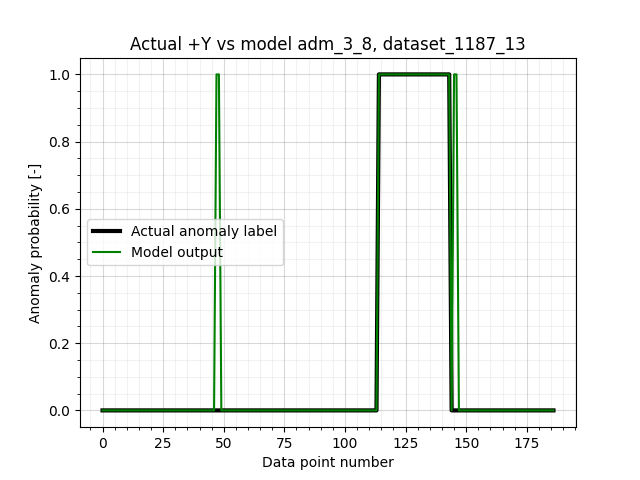 Actual +Y vs model adm_3_8, dataset_1187_13
Anomaly probability [-]
1.0
0.8
0.6
0.4
0.2
0.0
Actual anomaly label
Model output
0 25 50 75 100 125 150 175
Data point number